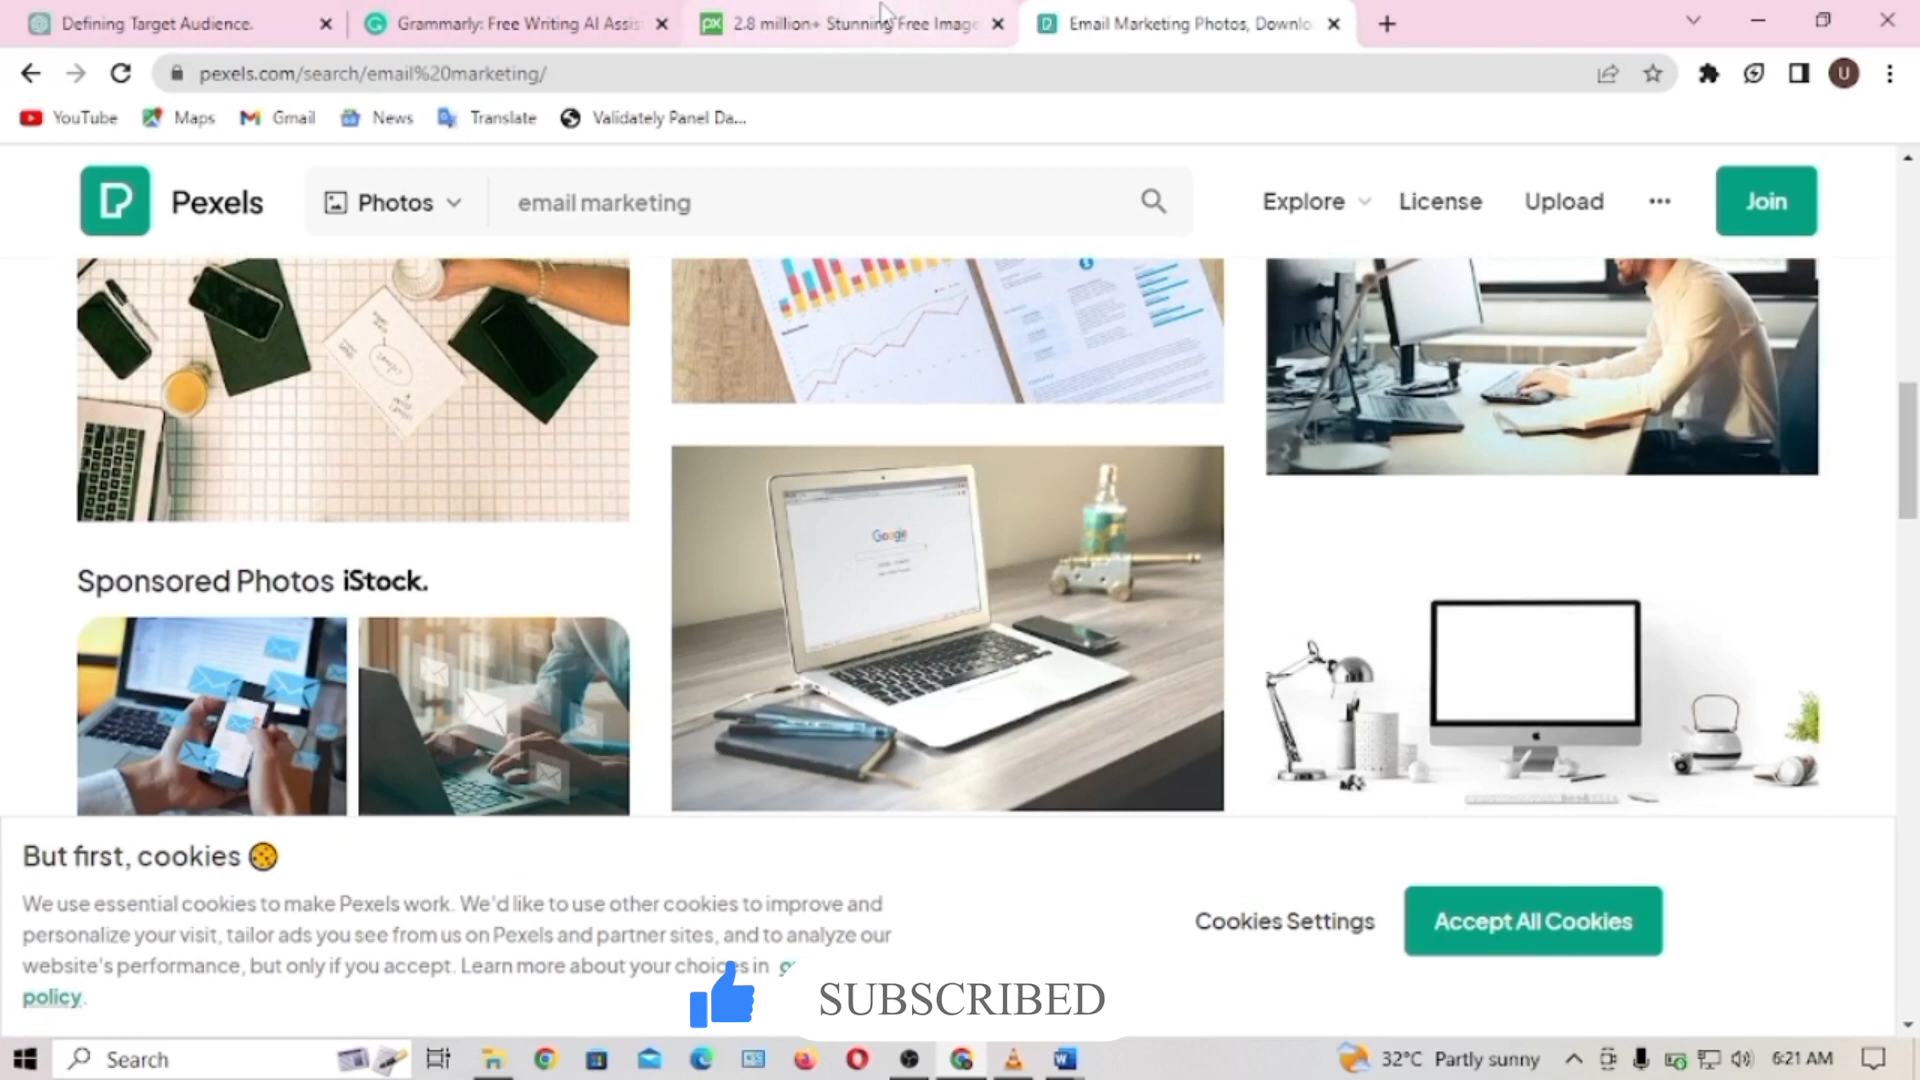 Defining Target Audience.
Grammarly: Free Writing AI Assis
px
2.8 million+ Stunning Free Image
Email Marketing Photos, Downlo
pexels.com/search/email%20marketing/
U
YouTube
Maps
Gmail
News
Translate
Validately Panel Da...
Pexels
Photos
email marketing
Explore
License
Upload
Join
Google
Sponsored Photos iStock.
But first, cookies
We use essential cookies to make Pexels work. We'd like to use other cookies to improve and
personalize your visit, tailor ads you see from us on Pexels and partner sites, and to analyze our
website's performance, but only if you accept. Learn more about your choices in
policy.
Cookies Settings
Accept All Cookies
SUBSCRIBED
Search
32°C Partly sunny
6:21 AM